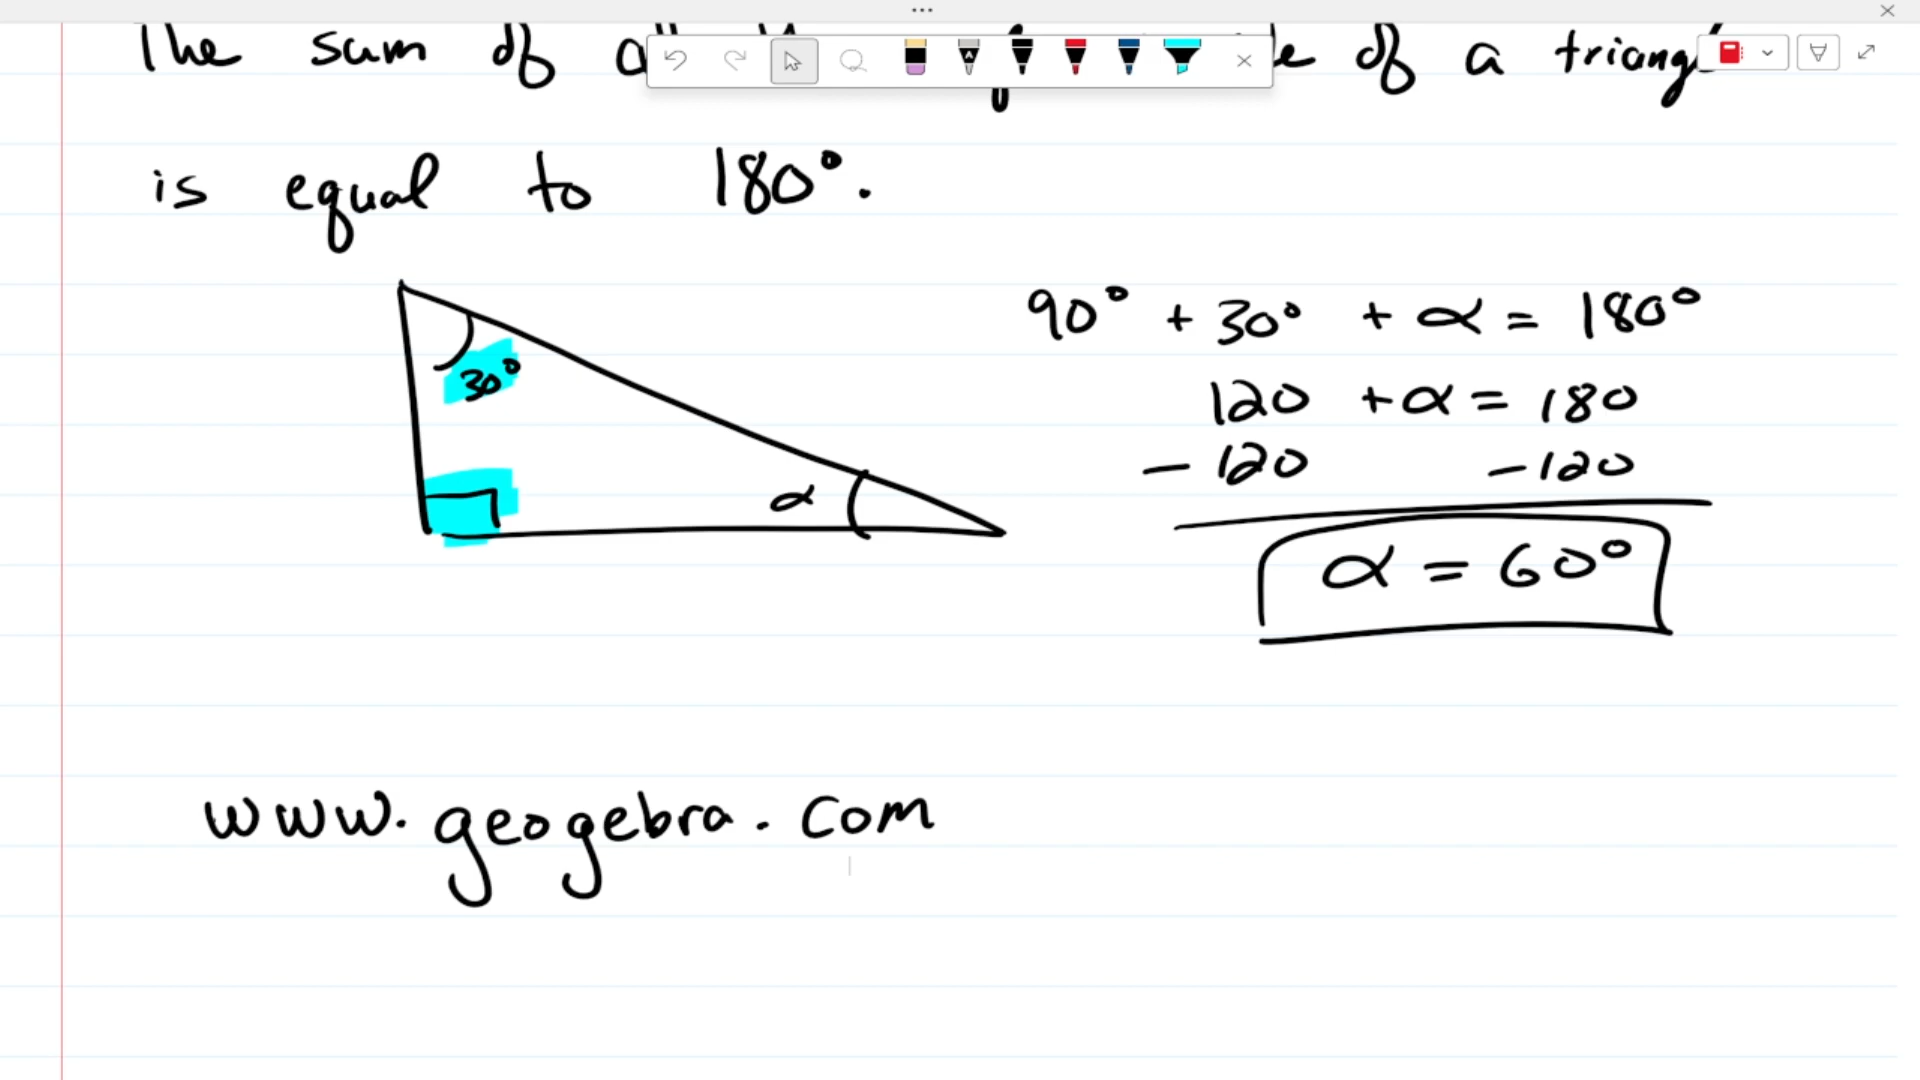 The sum of of a
is equal to 180°.
30°
α
90° + 30° + α = 180°
120 + α = 180
- 120 - 120
α = 60°
www.geogebra.com